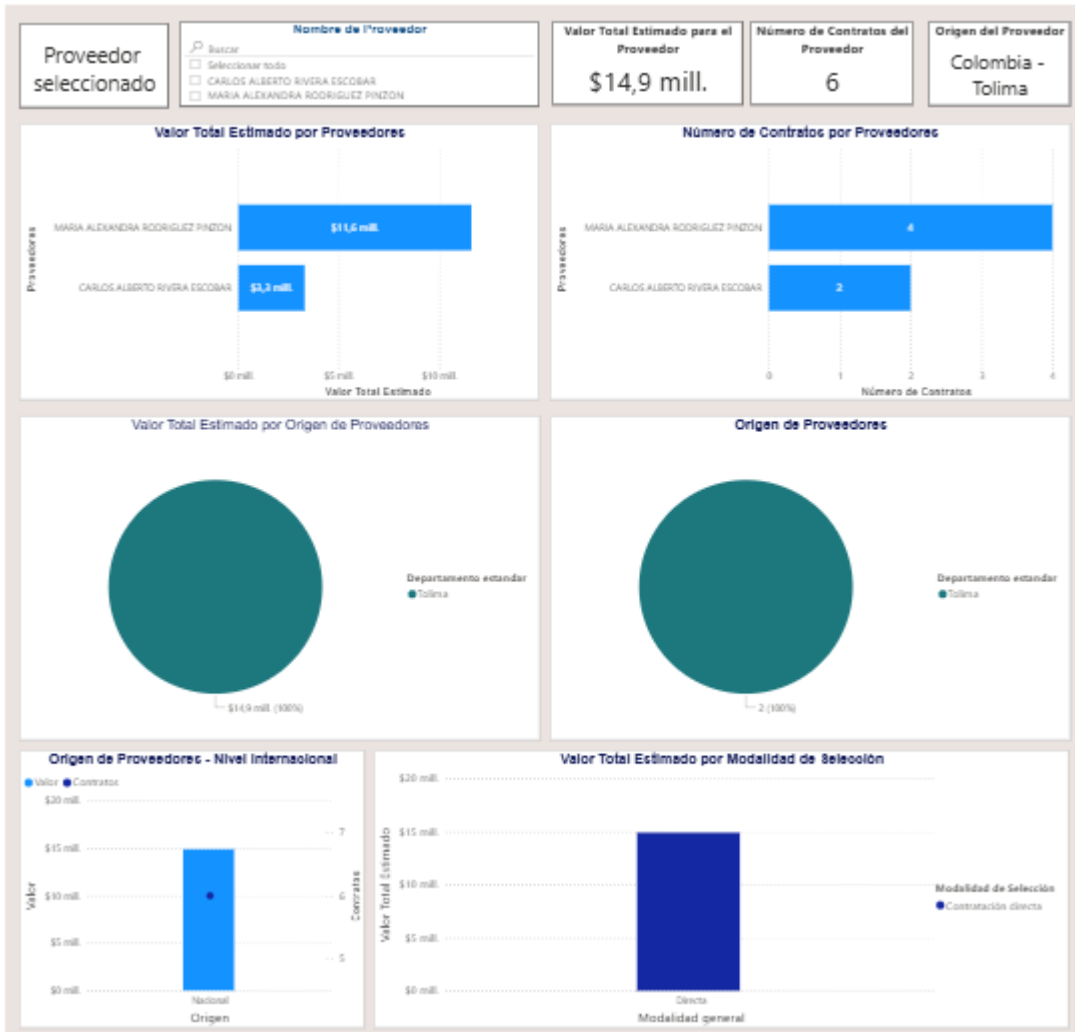 Proveedor
seleccionado
Nombre de Proveedor
Buscar
Seleccionar todo
CARLOS ALBERTO RIVERA ESCOBAR
MARIA ALEXANDRA RODRIGUEZ PINZON
Valor Total Estimado para el
Proveedor
$14,9 mill.
Número de Contratos del
Proveedor
6
Origen del Proveedor
Colombia -
Tolima
Valor Total Estimado por Proveedores
Proveedores
MARIA ALEXANDRA RODRIGUEZ PINZON
$11,6 mill.
CARLOS ALBERTO RIVERA ESCOBAR
$3,3 mill.
$0 mill. $5 mill. $10 mill.
Valor Total Estimado
Número de Contratos por Proveedores
Proveedores
MARIA ALEXANDRA RODRIGUEZ PINZON
4
CARLOS ALBERTO RIVERA ESCOBAR
2
0 1 2 3 4
Número de Contratos
Valor Total Estimado por Origen de Proveedores
Departamento estandar
Tolima
$14,9 mill. (100%)
Origen de Proveedores
Departamento estandar
Tolima
2 (100%)
Origen de Proveedores - Nivel Internacional
Valor Contratos
$20 mill.
$15 mill.
$10 mill.
$5 mill.
$0 mill.
Valor
7
6
5
Contratas
Nacional
Origen
Valor Total Estimado por Modalidad de Selección
Valor Total Estimado
$20 mill.
$15 mill.
$10 mill.
$5 mill.
$0 mill.
Directa
Modalidad general
Modalidad de Selección
Contratación directa